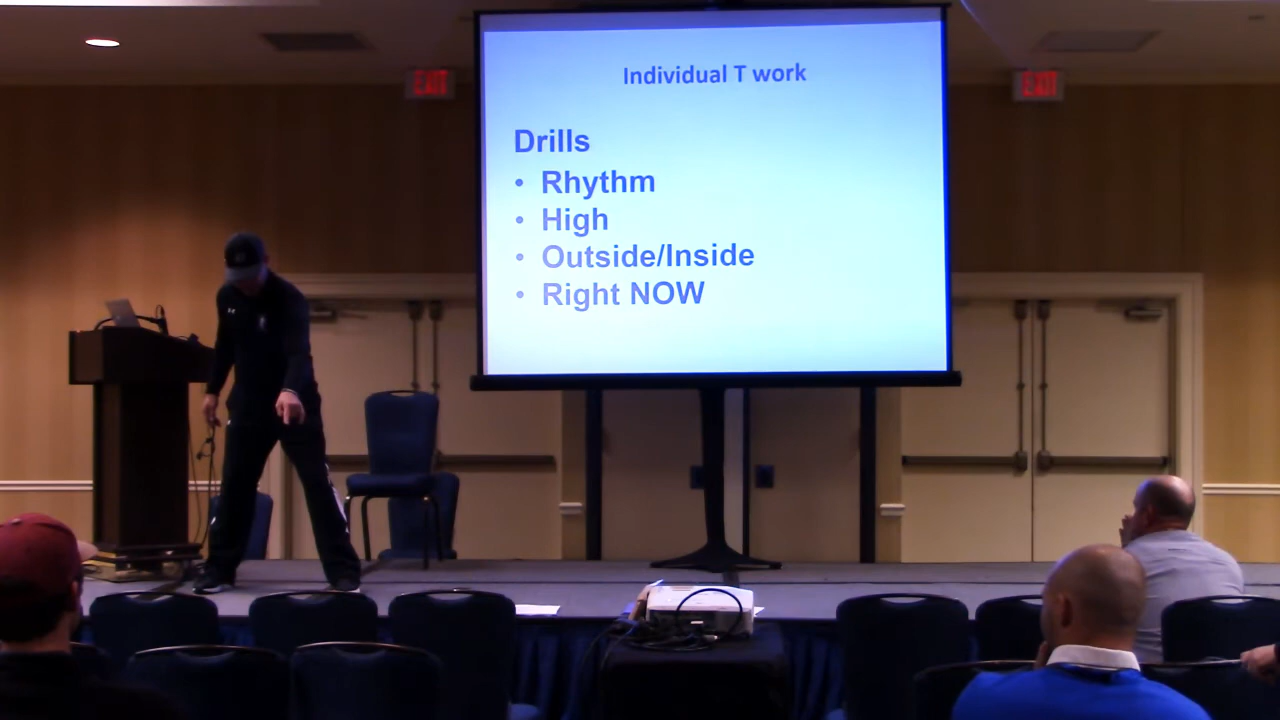 EXIT
EXIT
Individual T work
Drills
• Rhythm
• High
• Outside/Inside
• Right NOW